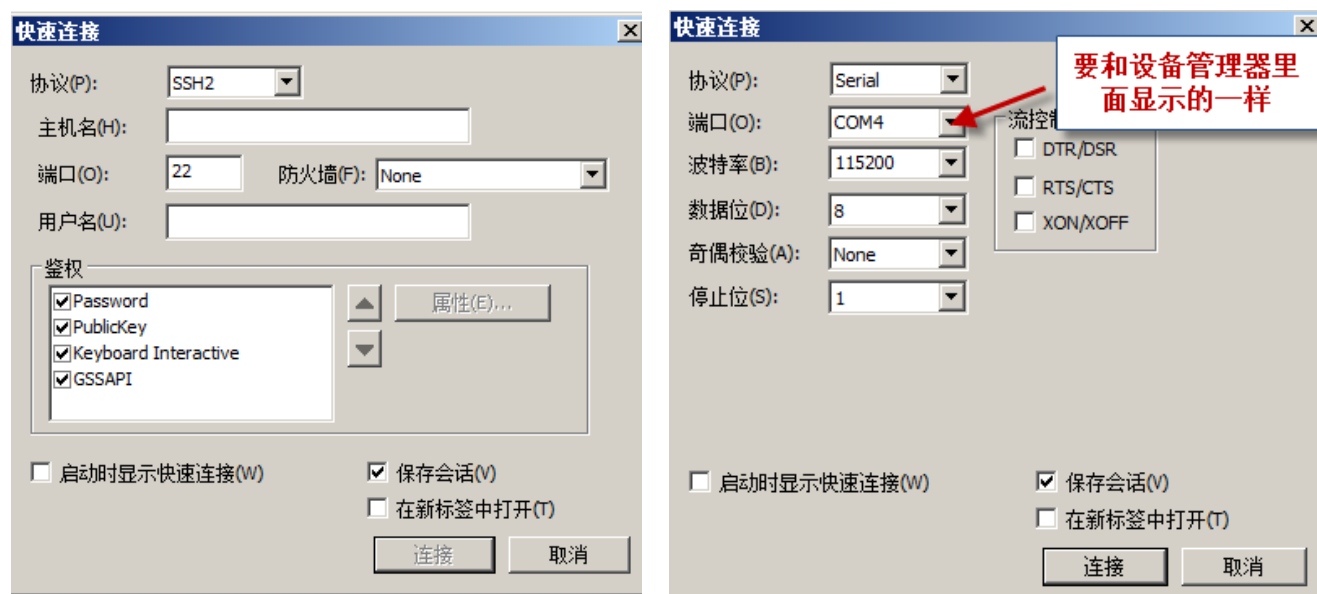 快速连接
协议(P):
SSH2
主机名(H):
端口(O):
22
防火墙(F):
None
用户名(U):
鉴权
Password
PublicKey
Keyboard Interactive
GSSAPI
属性(E)...
启动时显示快速连接(W)
保存会话(V)
在新标签中打开(T)
连接
取消
快速连接
要和设备管理器里
面显示的一样
协议(P):
Serial
端口(O):
COM4
波特率(B):
115200
数据位(D):
8
奇偶校验(A):
None
停止位(S):
1
流控
DTR/DSR
RTS/CTS
XON/XOFF
启动时显示快速连接(W)
保存会话(V)
在新标签中打开(T)
连接
取消